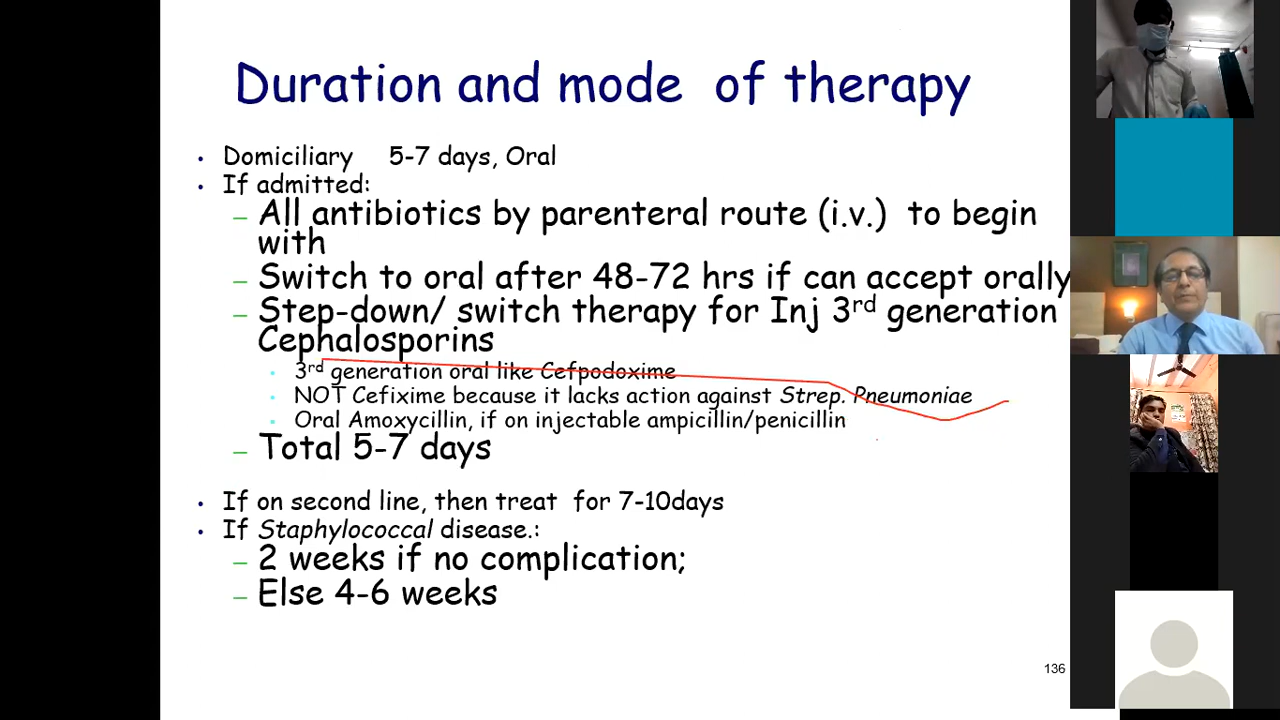 Duration and mode of therapy
• Domiciliary 5-7 days, Oral
• If admitted:
– All antibiotics by parenteral route (i.v.) to begin
with
– Switch to oral after 48-72 hrs if can accept orally
– Step-down/ switch therapy for Inj 3rd generation
Cephalosporins
• 3rd generation oral like Cefpodoxime
• NOT Cefixime because it lacks action against Strep. Pneumoniae
• Oral Amoxycillin, if on injectable ampicillin/penicillin
– Total 5-7 days
• If on second line, then treat for 7-10days
• If Staphylococcal disease.:
– 2 weeks if no complication;
– Else 4-6 weeks
136